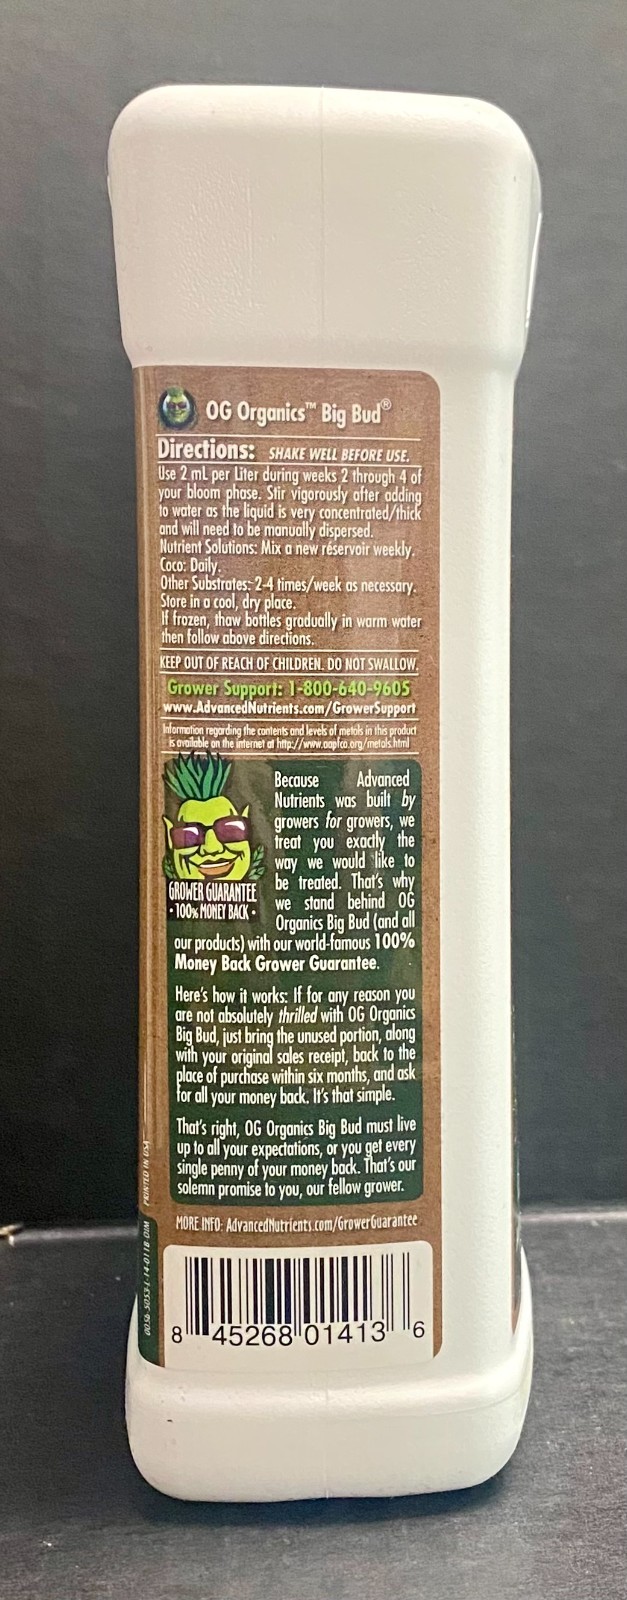 OG Organics™ Big Bud®
Directions: SHAKE WELL BEFORE USE.
Use 2 mL per Liter during weeks 2 through 4 of
your bloom phase. Stir vigorously after adding
to water as the liquid is very concentrated/thick
and will need to be manually dispersed.
Nutrient Solutions: Mix a new reservoir weekly.
Coco: Daily.
Other Substrates: 2-4 times/week as necessary.
Store in a cool, dry place.
If frozen, thaw bottles gradually in warm water
then follow above directions.
KEEP OUT OF REACH OF CHILDREN. DO NOT SWALLOW.
Grower Support: 1-800-640-9605
www.AdvancedNutrients.com/GrowerSupport
Information regarding the contents and levels of metals in this product
is available on the internet at http://www.aapfco.org/metals.html
Because Advanced
Nutrients was built by
growers for growers, we
treat you exactly the
way we would like to
be treated. That's why
we stand behind OG
Organics Big Bud (and all
our products) with our world-famous 100%
Money Back Grower Guarantee.
GROWER GUARANTEE
• 100% MONEY BACK •
Here's how it works: If for any reason you
are not absolutely thrilled with OG Organics
Big Bud, just bring the unused portion, along
with your original sales receipt, back to the
place of purchase within six months, and ask
for all your money back. It's that simple.
That's right, OG Organics Big Bud must live
up to all your expectations, or you get every
single penny of your money back. That's our
solemn promise to you, our fellow grower.
MORE INFO: AdvancedNutrients.com/GrowerGuarantee
8 45268 01413 6
PRINTED IN USA